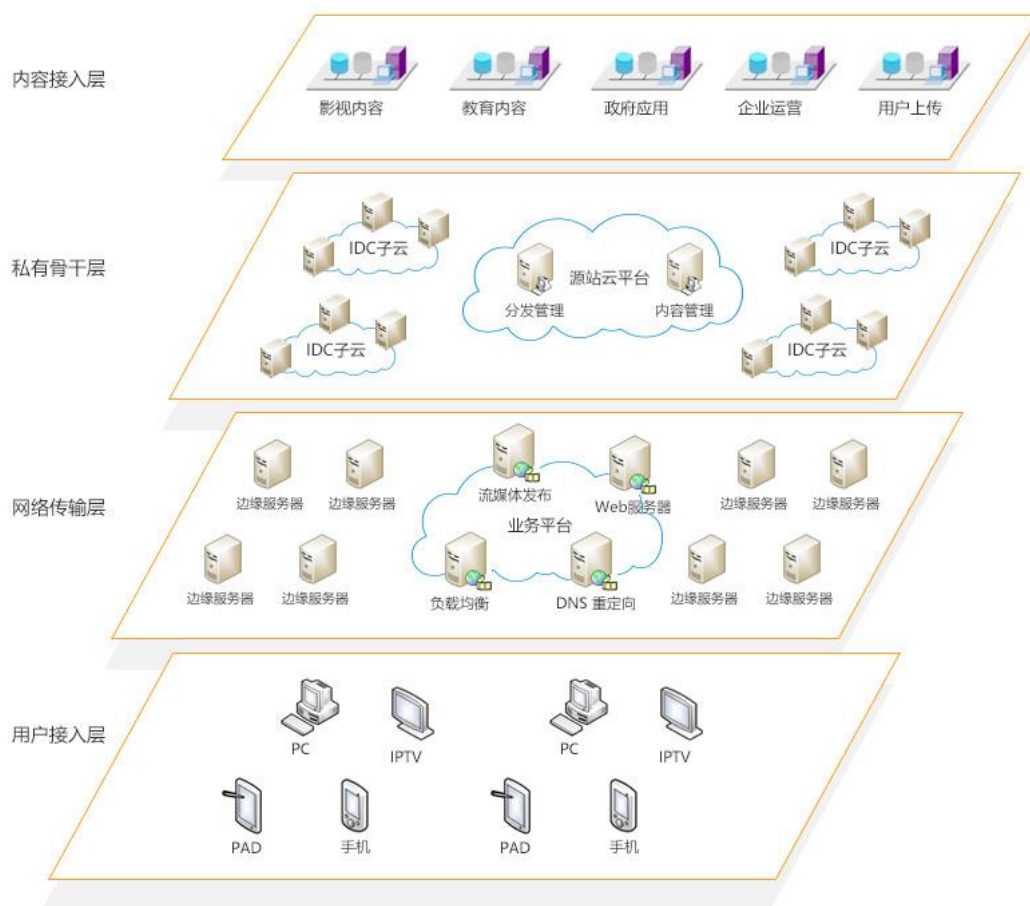 内容接入层
影视内容
教育内容
政府应用
企业运营
用户上传
私有骨干层
IDC子云
IDC子云
源站云平台
分发管理
内容管理
IDC子云
IDC子云
网络传输层
边缘服务器
边缘服务器
流媒体发布
Web服务器
边缘服务器
边缘服务器
业务平台
边缘服务器
边缘服务器
负载均衡
DNS 重定向
边缘服务器
边缘服务器
用户接入层
PC
IPTV
PC
IPTV
PAD
手机
PAD
手机